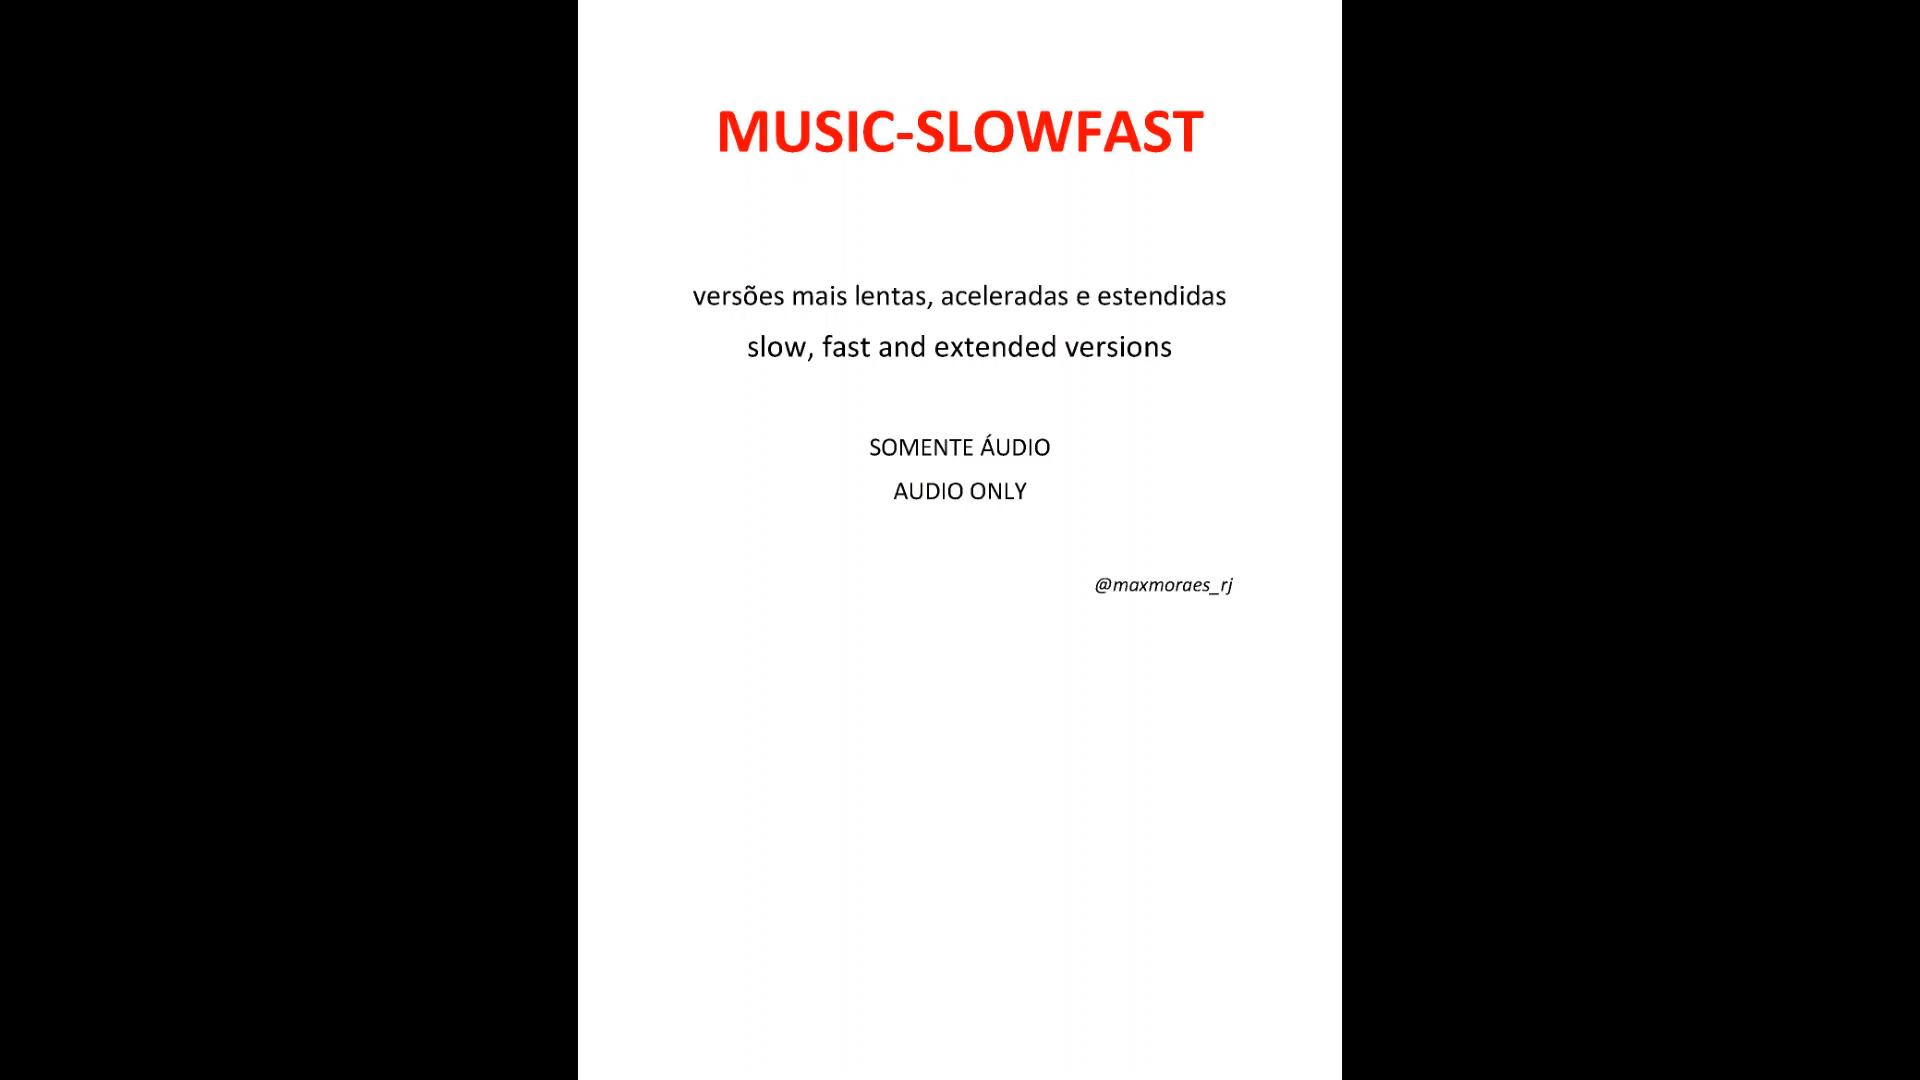 MUSIC-SLOWFAST
versões mais lentas, aceleradas e estendidas
slow, fast and extended versions
SOMENTE ÁUDIO
AUDIO ONLY
@maxmoraes_rj